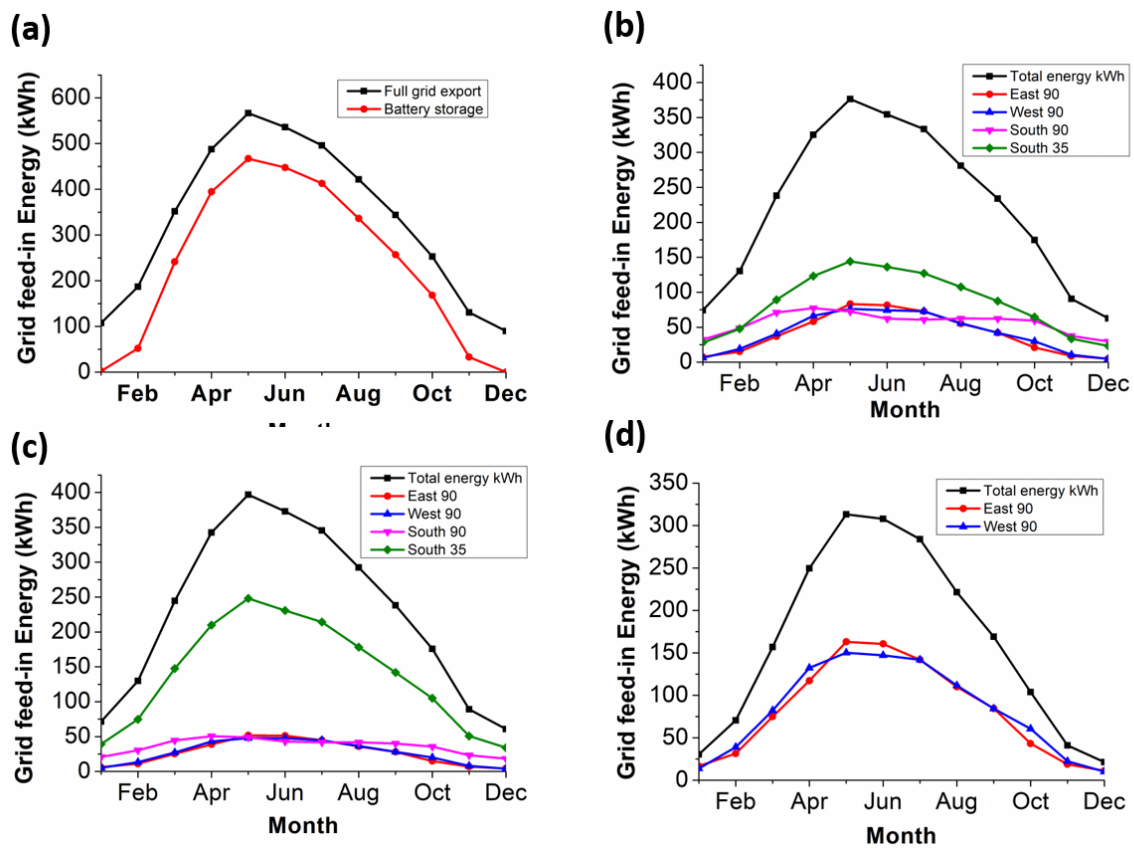 (a)
Grid feed-in Energy (kWh)
600
500
400
300
200
100
0
Full grid export
Battery storage
Feb Apr Jun Aug Oct Dec
(b)
Grid feed-in Energy (kWh)
400
350
300
250
200
150
100
50
0
Total energy kWh
East 90
West 90
South 90
South 35
Feb Apr Jun Aug Oct Dec
Month
(c)
Grid feed-in Energy (kWh)
400
350
300
250
200
150
100
50
0
Total energy kWh
East 90
West 90
South 90
South 35
Feb Apr Jun Aug Oct Dec
Month
(d)
Grid feed-in Energy (kWh)
350
300
250
200
150
100
50
0
Total energy kWh
East 90
West 90
Feb Apr Jun Aug Oct Dec
Month